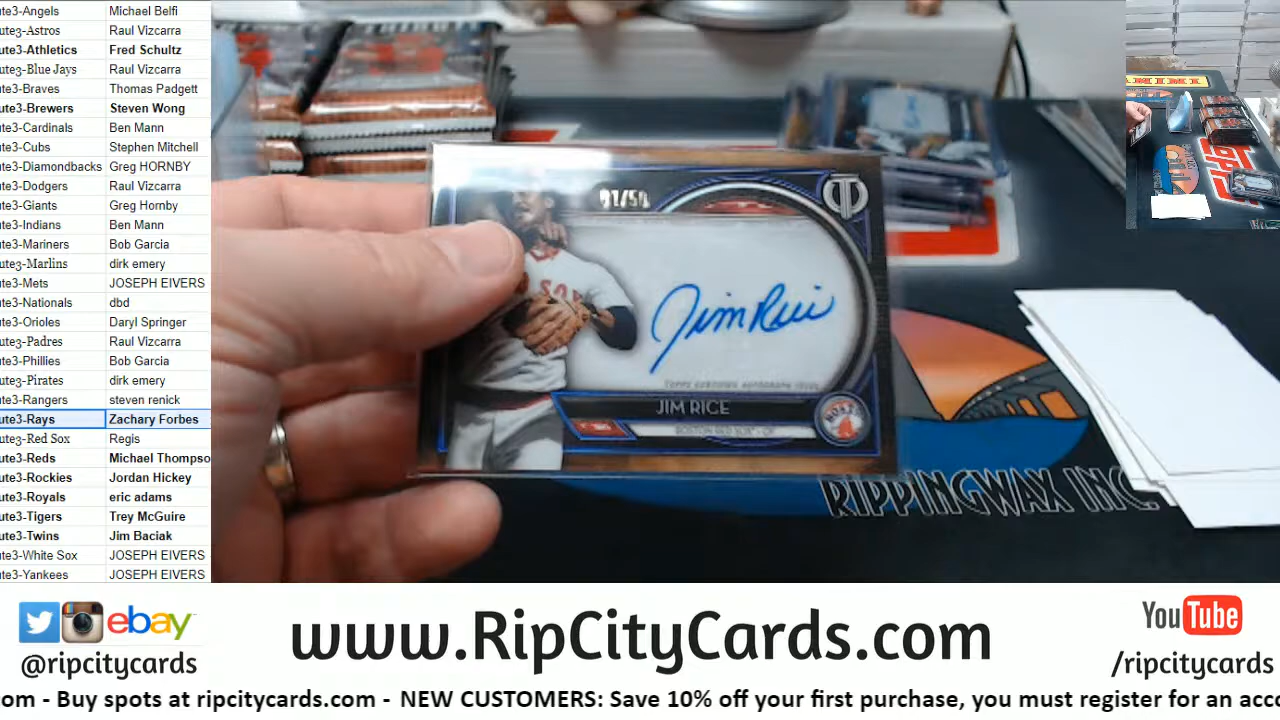 ute3-Angels Michael Belfi
ute3-Astros Raul Vizcarra
ute3-Athletics Fred Schultz
ute3-Blue Jays Raul Vizcarra
ute3-Braves Thomas Padgett
ute3-Brewers Steven Wong
ute3-Cardinals Ben Mann
ute3-Cubs Stephen Mitchell
ute3-Diamondbacks Greg HORNBY
ute3-Dodgers Raul Vizcarra
ute3-Giants Greg Hornby
ute3-Indians Ben Mann
ute3-Mariners Bob Garcia
ute3-Marlins dirk emery
ute3-Mets JOSEPH EIVERS
ute3-Nationals dbd
ute3-Orioles Daryl Springer
ute3-Padres Raul Vizcarra
ute3-Phillies Bob Garcia
ute3-Pirates dirk emery
ute3-Rangers steven renick
ute3-Rays Zachary Forbes
ute3-Red Sox Regis
ute3-Reds Michael Thompso
ute3-Rockies Jordan Hickey
ute3-Royals eric adams
ute3-Tigers Trey McGuire
ute3-Twins Jim Baciak
ute3-White Sox JOSEPH EIVERS
ute3-Yankees JOSEPH EIVERS
Jim Rice
TOPPS CERTIFIED AUTOGRAPH ISSUE
JIM RICE
BOSTON RED SOX
RIPPINGWAX INC.
topps
ebay
@ripcitycards
www.RipCityCards.com
YouTube
/ripcitycards
om - Buy spots at ripcitycards.com - NEW CUSTOMERS: Save 10% off your first purchase, you must register for an acco